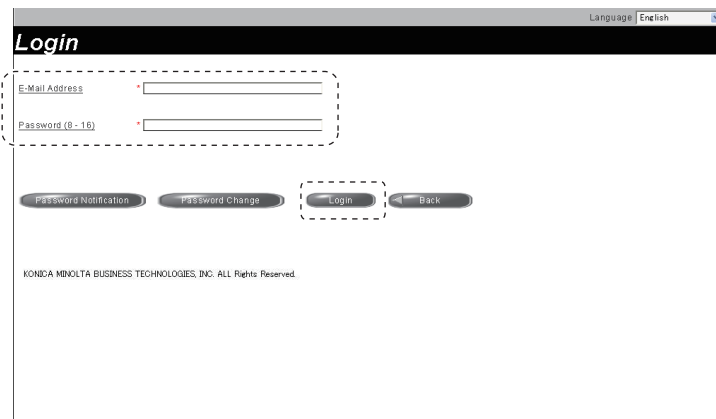 Language English
Login
E-Mail Address *
Password (8 - 16) *
Password Notification Password Change Login Back
KONICA MINOLTA BUSINESS TECHNOLOGIES, INC. ALL Rights Reserved.